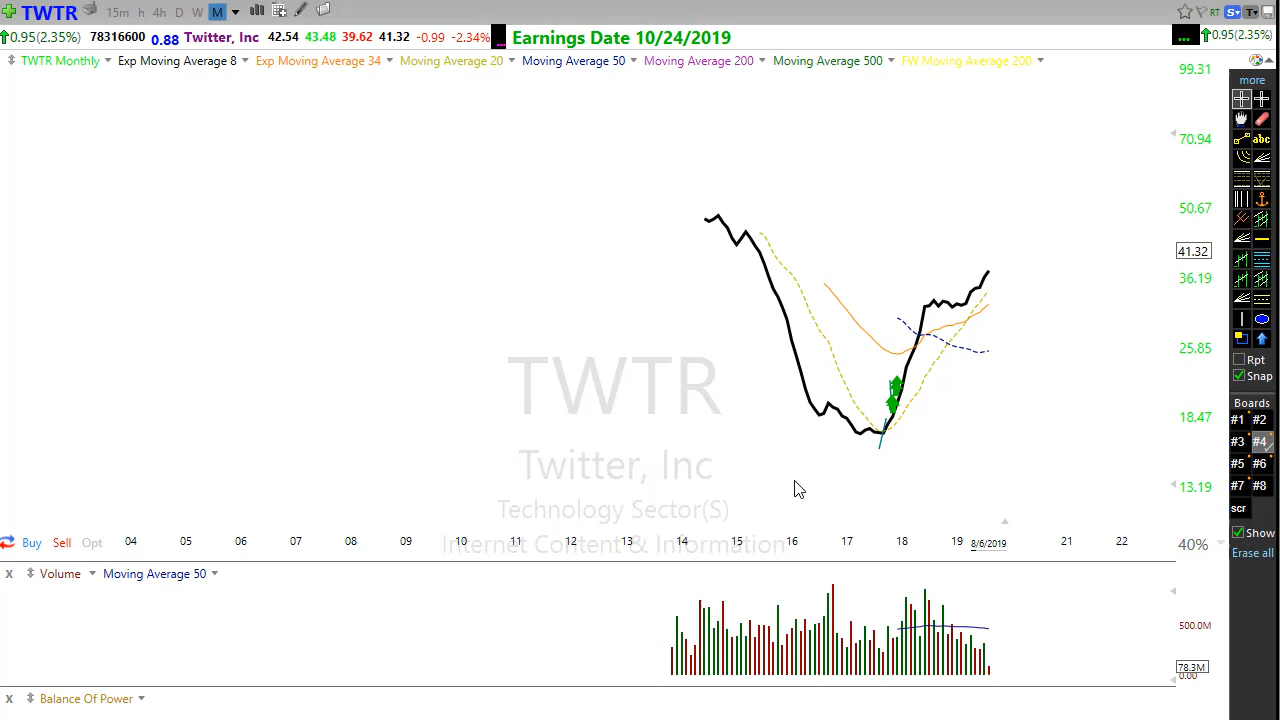 TWTR 15m h 4h D W M RT S T
0.95(2.35%) 78316600 0.88 Twitter, Inc 42.54 43.48 39.62 41.32 -0.99 -2.34% ... Earnings Date 10/24/2019 ... 0.95(2.35%)
TWTR Monthly Exp Moving Average 8 Exp Moving Average 34 Moving Average 20 Moving Average 50 Moving Average 200 Moving Average 500 FW Moving Average 200
99.31
more
abc
70.94
50.67
41.32
36.19
25.85
Rpt
Snap
TWTR
Boards
18.47
#1 #2
#3 #4
Twitter, Inc
#5 #6
13.19
#7 #8
Technology Sector(S)
scr
Show
Internet Content & Information
Buy Sell Opt 04 05 06 07 08 09 10 11 12 13 14 15 16 17 18 19 8/6/2019 21 22 40%
Erase all
x Volume Moving Average 50
500.0M
78.3M
0.00
x Balance Of Power